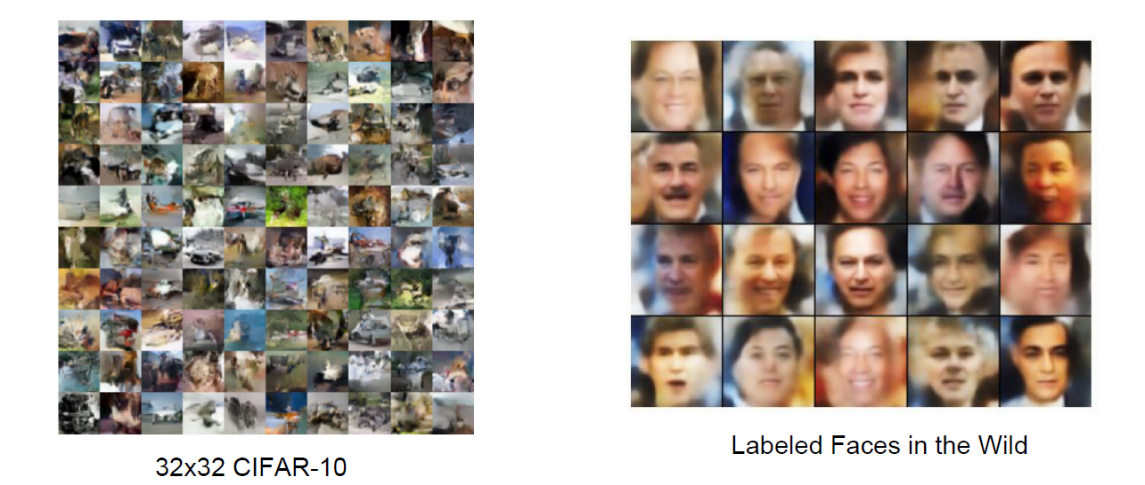 32x32 CIFAR-10
Labeled Faces in the Wild